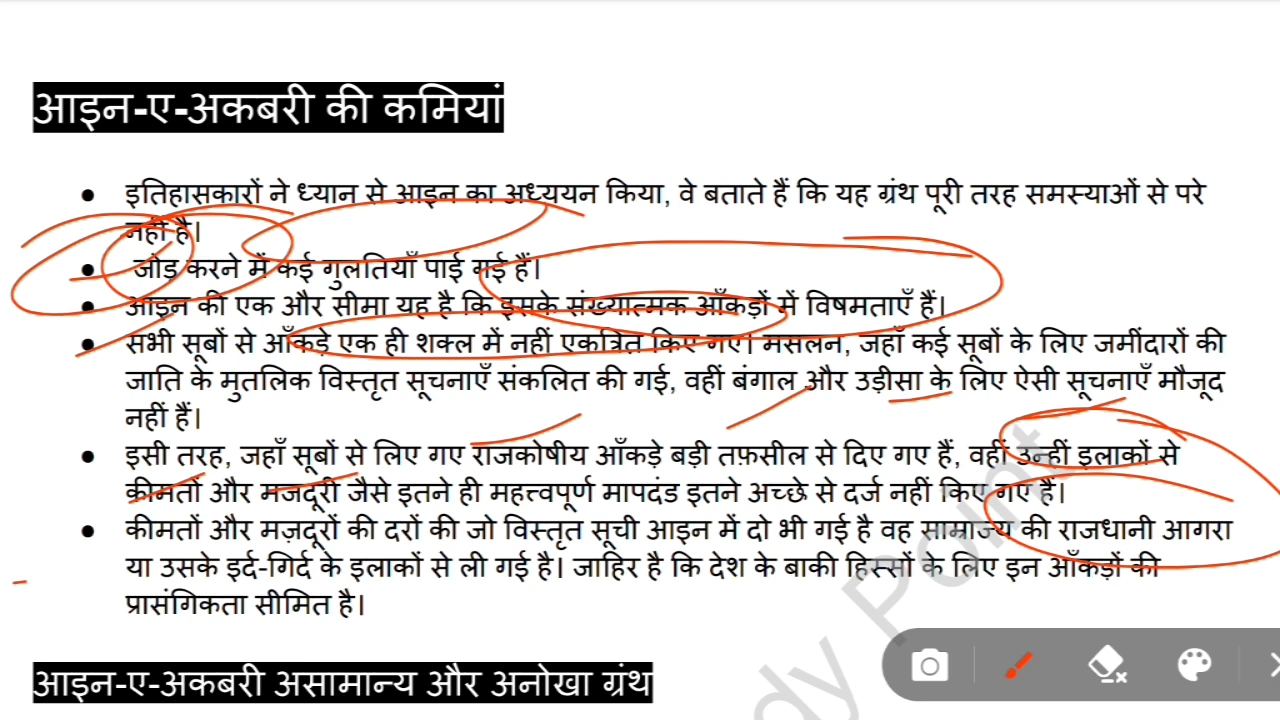 आइन-ए-अकबरी की कमियां
● इतिहासकारों ने ध्यान से आइन का अध्ययन किया, वे बताते हैं कि यह ग्रंथ पूरी तरह समस्याओं से परे
नहीं है।
● जोड़ करने में कई गुलतियाँ पाई गई हैं।
● आइन की एक और सीमा यह है कि इसके संख्यात्मक आँकड़ों में विषमताएँ हैं।
● सभी सूबों से आँकड़े एक ही शक्ल में नहीं एकत्रित किए गए। मसलन, जहाँ कई सूबों के लिए जमींदारों की
जाति के मुतलिक विस्तृत सूचनाएँ संकलित की गई, वहीं बंगाल और उड़ीसा के लिए ऐसी सूचनाएँ मौजूद
नहीं हैं।
● इसी तरह, जहाँ सूबों से लिए गए राजकोषीय आँकड़े बड़ी तफ़सील से दिए गए हैं, वहीं उन्हीं इलाकों से
कीमतों और मजदूरी जैसे इतने ही महत्त्वपूर्ण मापदंड इतने अच्छे से दर्ज नहीं किए गए हैं।
● कीमतों और मज़दूरों की दरों की जो विस्तृत सूची आइन में दो भी गई है वह साम्राज्य की राजधानी आगरा
या उसके इर्द-गिर्द के इलाकों से ली गई है। जाहिर है कि देश के बाकी हिस्सों के लिए इन आँकड़ों की
प्रासंगिकता सीमित है।
dy Point
आइन-ए-अकबरी असामान्य और अनोखा ग्रंथ